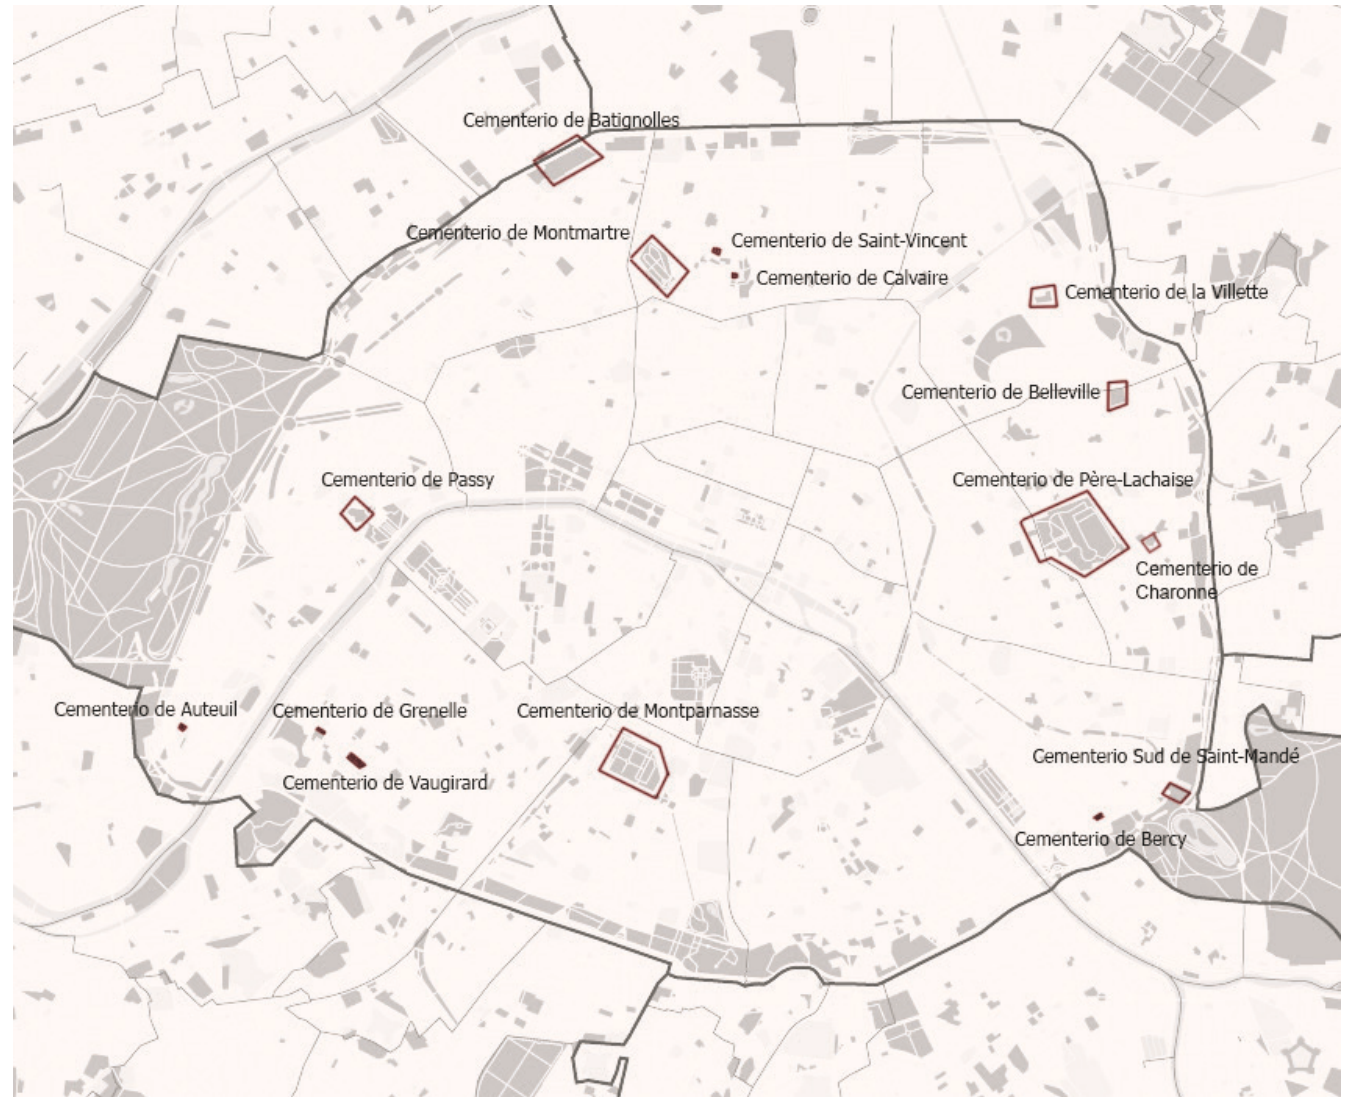 Cementerio de Batignolles
Cementerio de Montmartre
Cementerio de Saint-Vincent
Cementerio de Calvaire
Cementerio de la Villette
Cementerio de Belleville
Cementerio de Passy
Cementerio de Père-Lachaise
Cementerio de
Charonne
Cementerio de Auteuil
Cementerio de Grenelle
Cementerio de Montparnasse
Cementerio Sud de Saint-Mandé
Cementerio de Vaugirard
Cementerio de Bercy